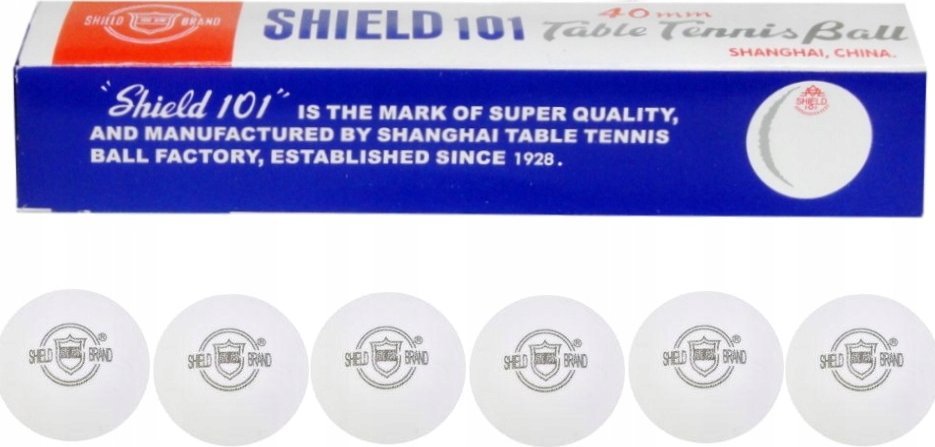 SHIELD BRAND
SHIELD 101
40mm
Table Tennis Ball
SHANGHAI, CHINA.
"Shield 101" IS THE MARK OF SUPER QUALITY,
AND MANUFACTURED BY SHANGHAI TABLE TENNIS
BALL FACTORY, ESTABLISHED SINCE 1928.
SHIELD
101
SHIELD BRAND ®
SHIELD BRAND ®
SHIELD BRAND ®
SHIELD BRAND ®
SHIELD BRAND ®
SHIELD BRAND ®